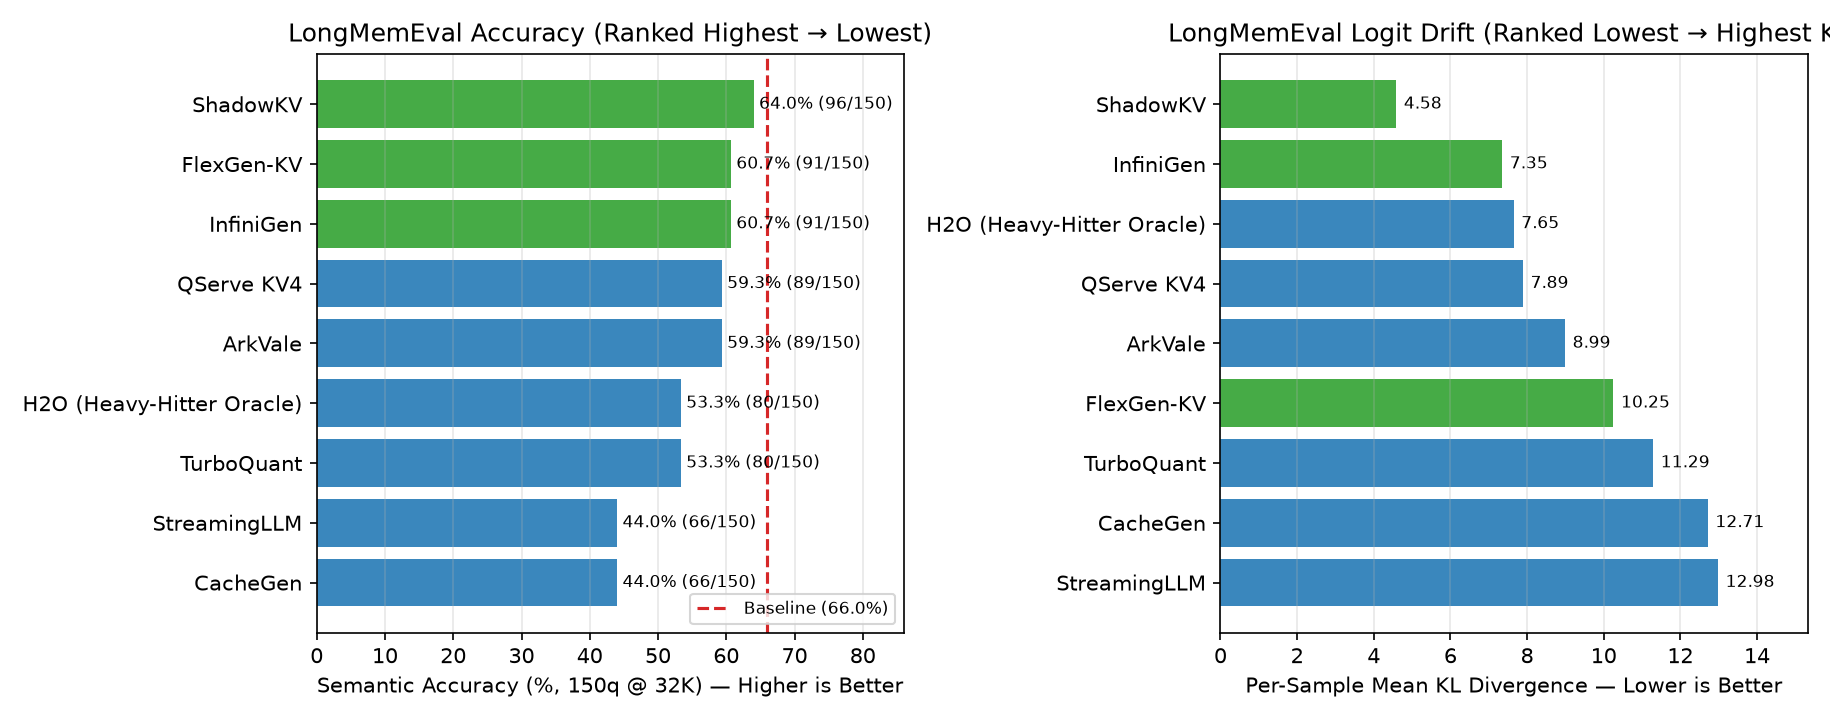 LongMemEval Accuracy (Ranked Highest → Lowest)
ShadowKV
64.0% (96/150)
FlexGen-KV
60.7% (91/150)
InfiniGen
60.7% (91/150)
QServe KV4
59.3% (89/150)
ArkVale
59.3% (89/150)
H2O (Heavy-Hitter Oracle)
53.3% (80/150)
TurboQuant
53.3% (80/150)
StreamingLLM
44.0% (66/150)
CacheGen
44.0% (66/150)
Baseline (66.0%)
0 10 20 30 40 50 60 70 80
Semantic Accuracy (%, 150q @ 32K) — Higher is Better
LongMemEval Logit Drift (Ranked Lowest → Highest K
ShadowKV
4.58
InfiniGen
7.35
H2O (Heavy-Hitter Oracle)
7.65
QServe KV4
7.89
ArkVale
8.99
FlexGen-KV
10.25
TurboQuant
11.29
CacheGen
12.71
StreamingLLM
12.98
0 2 4 6 8 10 12 14
Per-Sample Mean KL Divergence — Lower is Better